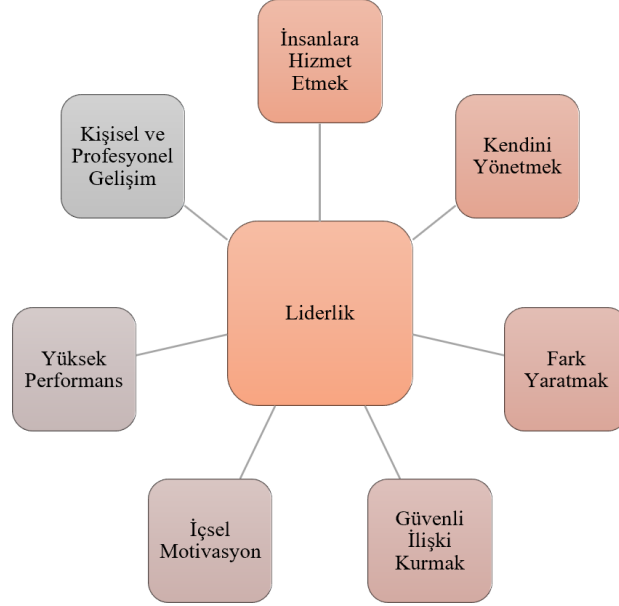 İnsanlara
Hizmet
Etmek
Kendini
Yönetmek
Fark
Yaratmak
Güvenli
İlişki
Kurmak
İçsel
Motivasyon
Yüksek
Performans
Kişisel ve
Profesyonel
Gelişim
Liderlik